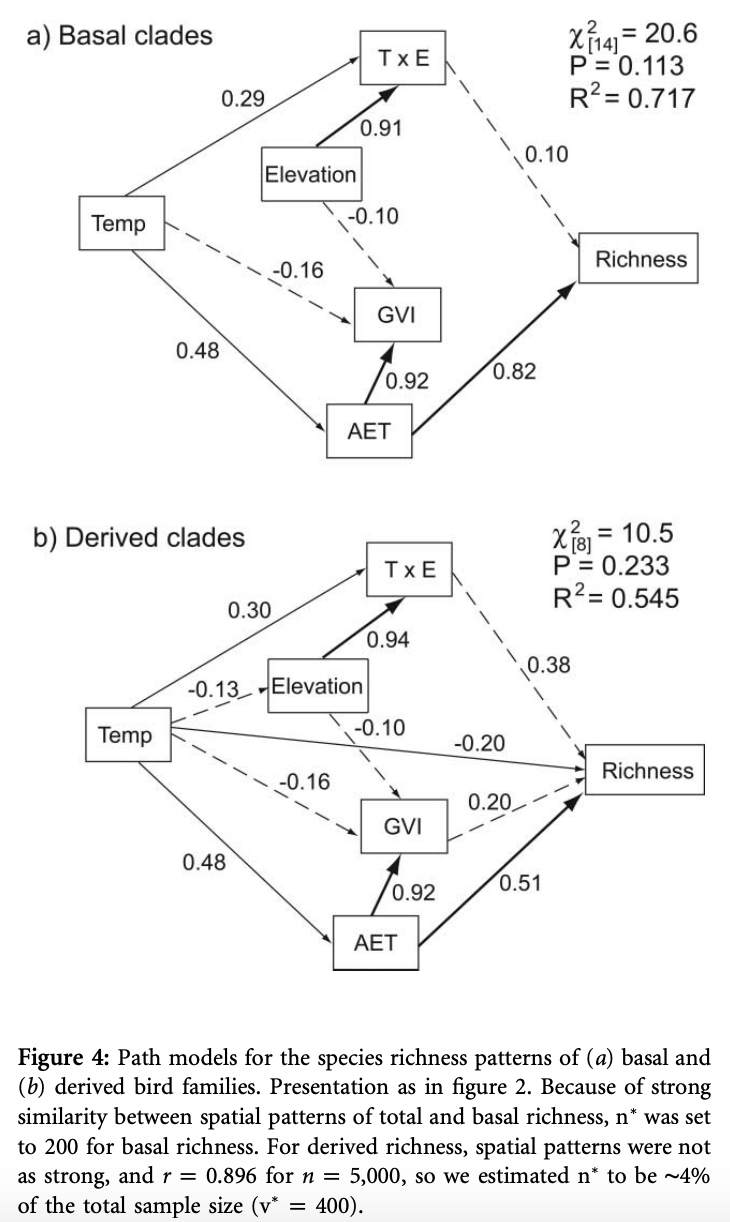 a) Basal clades
χ²[14] = 20.6
P = 0.113
R² = 0.717
T x E
0.29
0.91
Elevation
0.10
Temp
-0.10
-0.16
Richness
GVI
0.48
0.92
0.82
AET
b) Derived clades
χ²[8] = 10.5
P = 0.233
R² = 0.545
T x E
0.30
0.94
-0.13
Elevation
0.38
Temp
-0.10
-0.20
-0.16
Richness
0.20
GVI
0.48
0.92
0.51
AET
Figure 4: Path models for the species richness patterns of (a) basal and
(b) derived bird families. Presentation as in figure 2. Because of strong
similarity between spatial patterns of total and basal richness, n* was set
to 200 for basal richness. For derived richness, spatial patterns were not
as strong, and r = 0.896 for n = 5,000, so we estimated n* to be ~4%
of the total sample size (v* = 400).